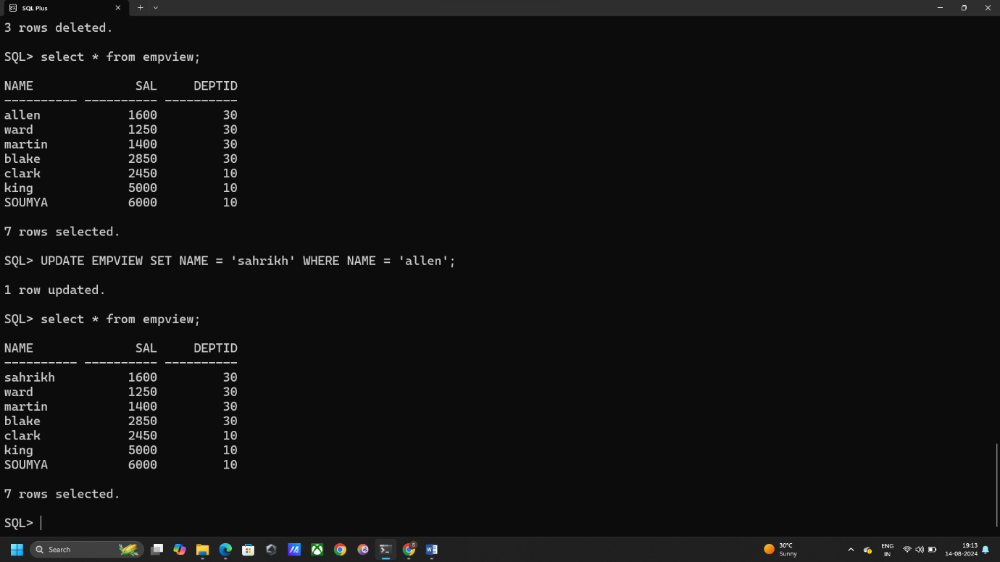 SQL Plus
3 rows deleted.
SQL> select * from empview;
NAME              SAL     DEPTID
---------- ---------- ----------
allen            1600         30
ward             1250         30
martin           1400         30
blake            2850         30
clark            2450         10
king             5000         10
SOUMYA           6000         10
7 rows selected.
SQL> UPDATE EMPVIEW SET NAME = 'sahrikh' WHERE NAME = 'allen';
1 row updated.
SQL> select * from empview;
NAME              SAL     DEPTID
---------- ---------- ----------
sahrikh          1600         30
ward             1250         30
martin           1400         30
blake            2850         30
clark            2450         10
king             5000         10
SOUMYA           6000         10
7 rows selected.
SQL>
Search
30°C
Sunny
ENG
IN
19:13
14-08-2024